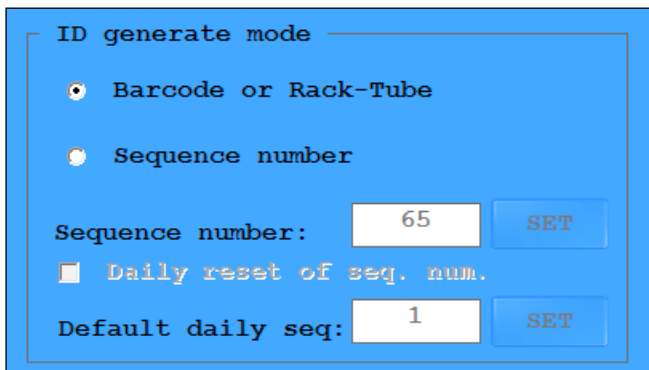 ID generate mode
Barcode or Rack-Tube
Sequence number
Sequence number: 65 SET
Daily reset of seq. num.
Default daily seq: 1 SET